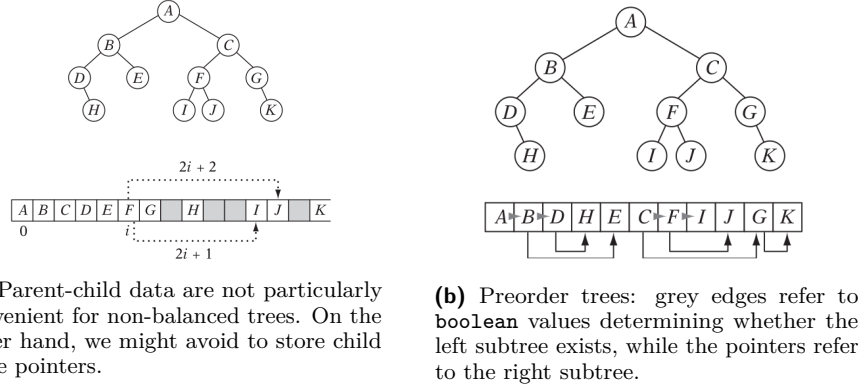 A
B C
D E F G
H I J K
2i + 2
A B C D E F G H I J K
0 i
2i + 1
Parent-child data are not particularly
venient for non-balanced trees. On the
er hand, we might avoid to store child
e pointers.
A
B C
D E F G
H I J K
A B D H E C F I J G K
(b) Preorder trees: grey edges refer to
boolean values determining whether the
left subtree exists, while the pointers refer
to the right subtree.